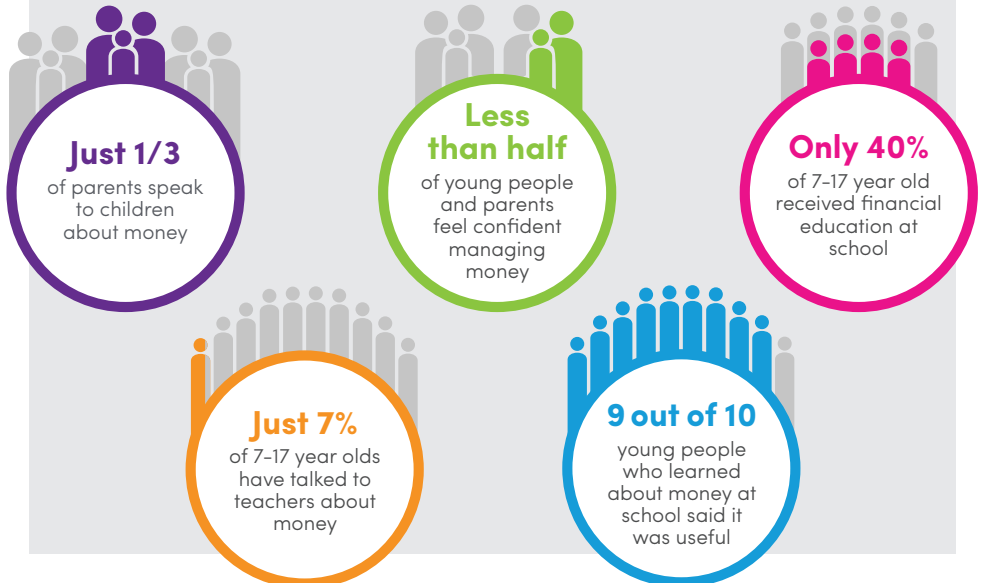 Just 1/3
of parents speak
to children
about money
Less
than half
of young people
and parents
feel confident
managing
money
Only 40%
of 7-17 year old
received financial
education at
school
Just 7%
of 7-17 year olds
have talked to
teachers about
money
9 out of 10
young people
who learned
about money at
school said it
was useful